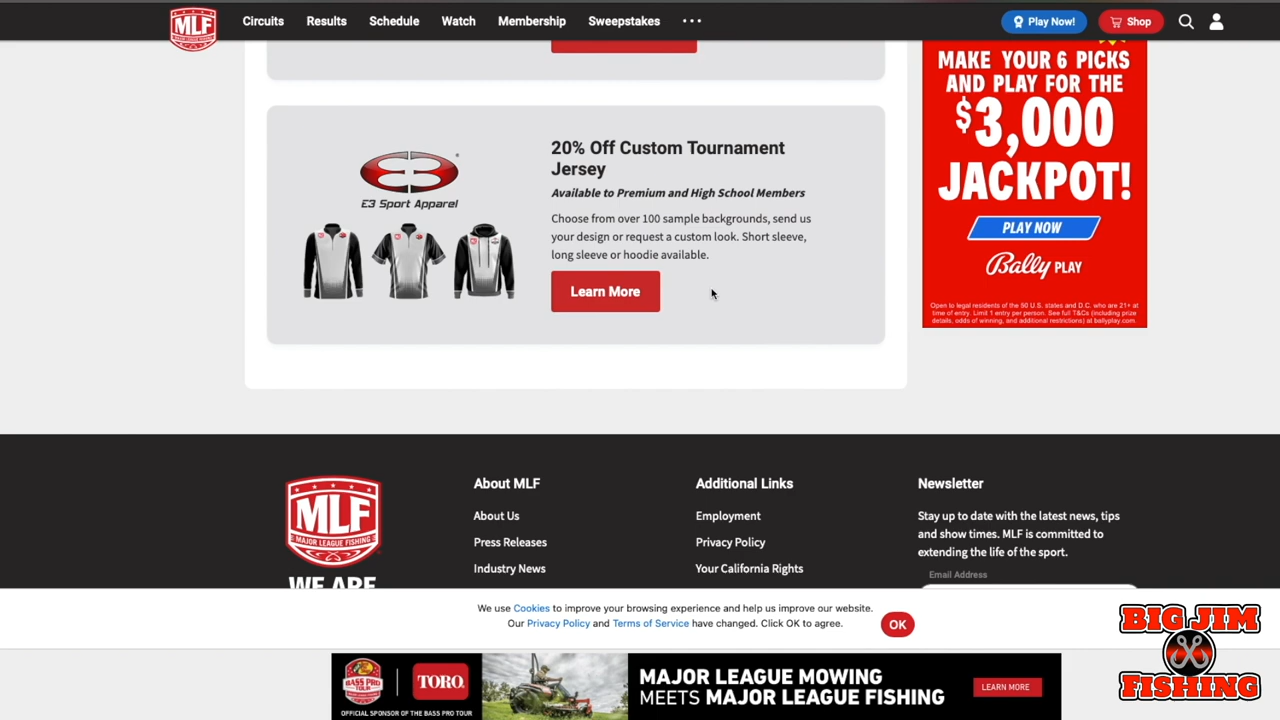 MLF
Circuits Results Schedule Watch Membership Sweepstakes ...
Play Now!
Shop
E3 Sport Apparel
20% Off Custom Tournament
Jersey
Available to Premium and High School Members
Choose from over 100 sample backgrounds, send us
your design or request a custom look. Short sleeve,
long sleeve or hoodie available.
Learn More
MAKE YOUR 6 PICKS
AND PLAY FOR THE
$3,000
JACKPOT!
PLAY NOW
Bally PLAY
Open to legal residents of the 50 U.S. states and D.C. who are 21+ at
time of entry. Limit 1 entry per person. See full T&Cs (including prize
details, odds of winning, and additional restrictions) at ballyplay.com.
MLF
MAJOR LEAGUE FISHING
WE ARE
About MLF
About Us
Press Releases
Industry News
Additional Links
Employment
Privacy Policy
Your California Rights
Newsletter
Stay up to date with the latest news, tips
and show times. MLF is committed to
extending the life of the sport.
Email Address
We use Cookies to improve your browsing experience and help us improve our website.
Our Privacy Policy and Terms of Service have changed. Click OK to agree.
OK
BASS PRO
TOUR
TORO.
OFFICIAL SPONSOR OF THE BASS PRO TOUR
MAJOR LEAGUE MOWING
MEETS MAJOR LEAGUE FISHING
LEARN MORE
BIG JIM
FISHING